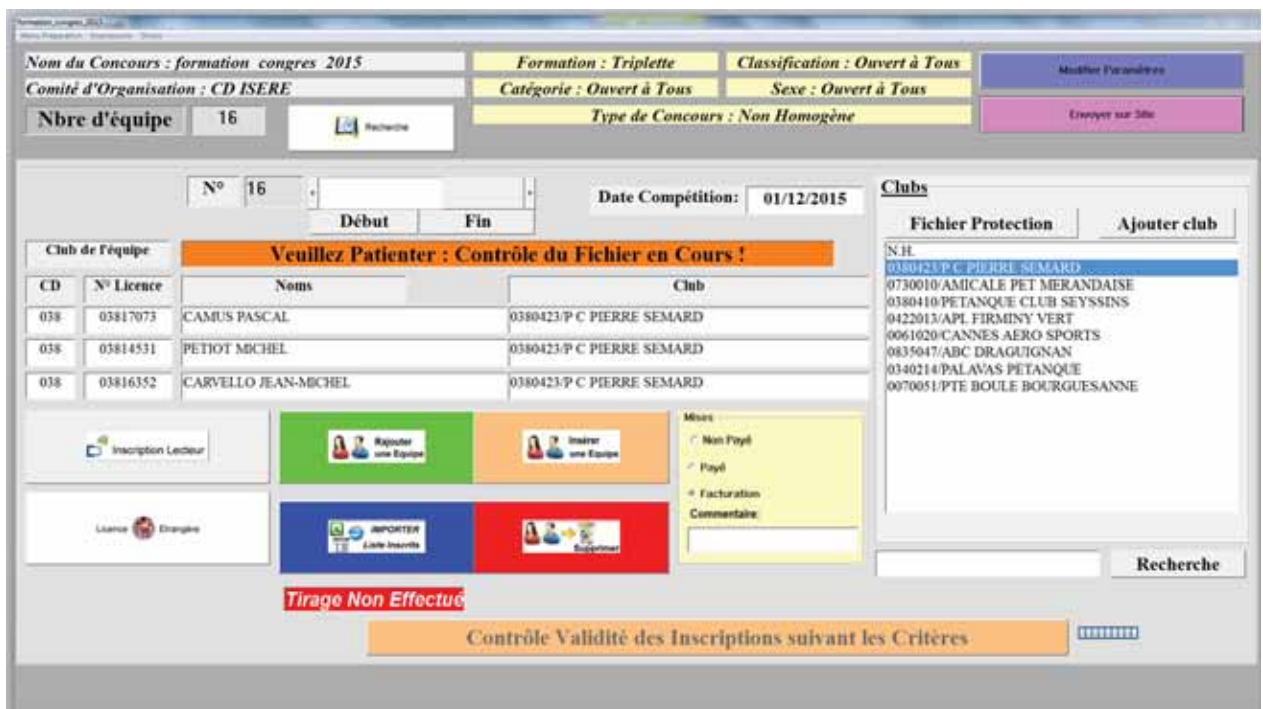 formation_congres_2015
Menu Préparation Impressions Divers
Nom du Concours : formation congres 2015
Formation : Triplette
Classification : Ouvert à Tous
Modifier Paramètres
Comité d'Organisation : CD ISERE
Catégorie : Ouvert à Tous
Sexe : Ouvert à Tous
Nbre d'équipe 16
Recherche
Type de Concours : Non Homogène
Envoyer sur Site
N° 16
Date Compétition: 01/12/2015
Début Fin
Clubs
Fichier Protection
Ajouter club
Club de l'équipe
Veuillez Patienter : Contrôle du Fichier en Cours !
CD N° Licence Noms Club
038 03817073 CAMUS PASCAL 0380423/P C PIERRE SEMARD
038 03814531 PETIOT MICHEL 0380423/P C PIERRE SEMARD
038 03816352 CARVELLO JEAN-MICHEL 0380423/P C PIERRE SEMARD
N.H.
0380423/P C PIERRE SEMARD
0730010/AMICALE PET MERANDAISE
0380410/PETANQUE CLUB SEYSSINS
0422013/APL FIRMINY VERT
0061020/CANNES AERO SPORTS
0835047/ABC DRAGUIGNAN
0340214/PALAVAS PETANQUE
0070051/PTE BOULE BOURGUESANNE
Inscription Lecteur
Rajouter
une Equipe
Insérer
une Equipe
Mises
Non Payé
Payé
Facturation
Commentaire:
Licence Etrangère
IMPORTER
Liste Inscrits
Supprimer
Recherche
Tirage Non Effectué
Contrôle Validité des Inscriptions suivant les Critères